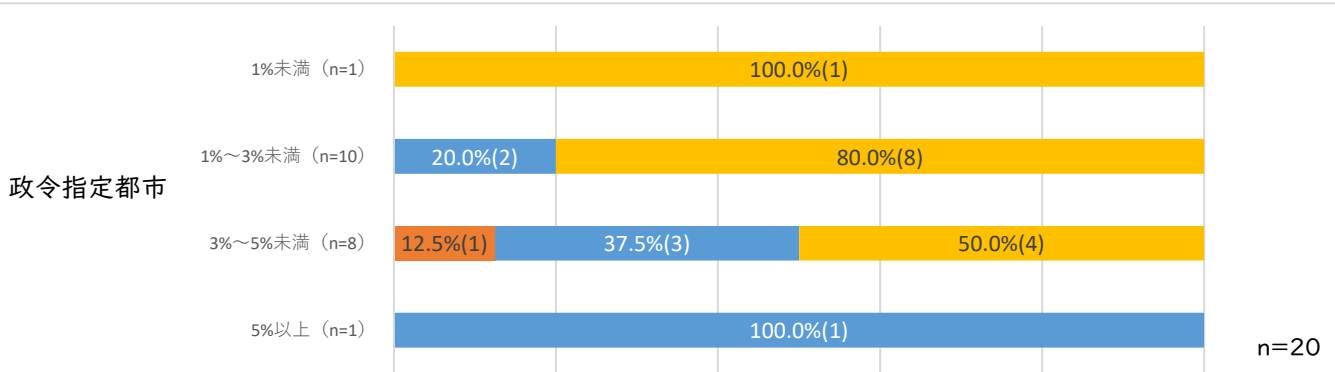 1%未満（n=1）
100.0%(1)
1%～3%未満（n=10）
20.0%(2)
80.0%(8)
政令指定都市
3%～5%未満（n=8）
12.5%(1)
37.5%(3)
50.0%(4)
5%以上（n=1）
100.0%(1)
n=20